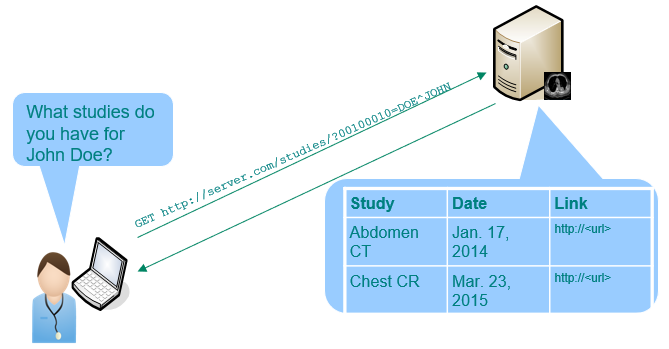 What studies do
you have for
John Doe?
GET http://server.com/studies/?00100010=DOE^JOHN
Study Date Link
Abdomen
CT
Jan. 17,
2014
http://<url>
Chest CR
Mar. 23,
2015
http://<url>